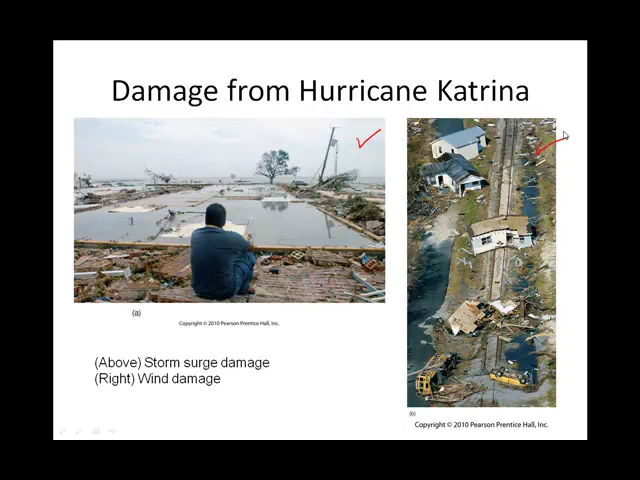 Damage from Hurricane Katrina
(a)
Copyright © 2010 Pearson Prentice Hall, Inc.
(Above) Storm surge damage
(Right) Wind damage
(b)
Copyright © 2010 Pearson Prentice Hall, Inc.